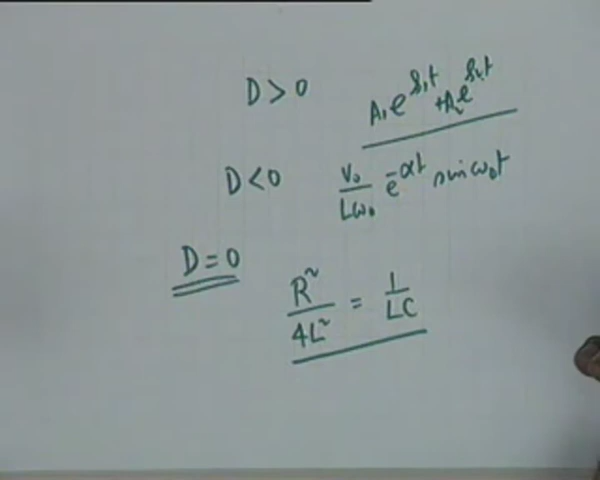 D > 0 A₁e^{s₁t} + A₂e^{s₂t}
D < 0 V₀/Lω₀ e^{-αt} sin ω₀t
D = 0
R²/4L² = 1/LC